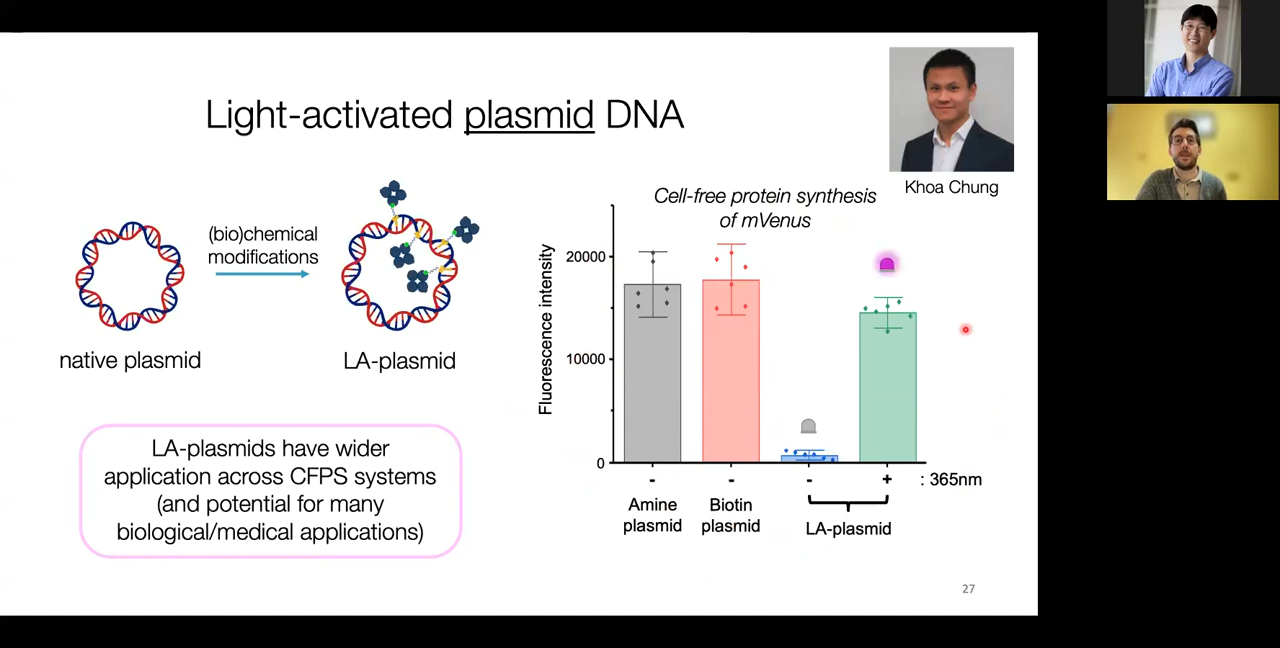 Light-activated plasmid DNA
Khoa Chung
(bio)chemical
modifications
native plasmid
LA-plasmid
LA-plasmids have wider
application across CFPS systems
(and potential for many
biological/medical applications)
Cell-free protein synthesis
of mVenus
Fluorescence intensity
20000
10000
0
- - - + : 365nm
Amine
plasmid
Biotin
plasmid
LA-plasmid
27